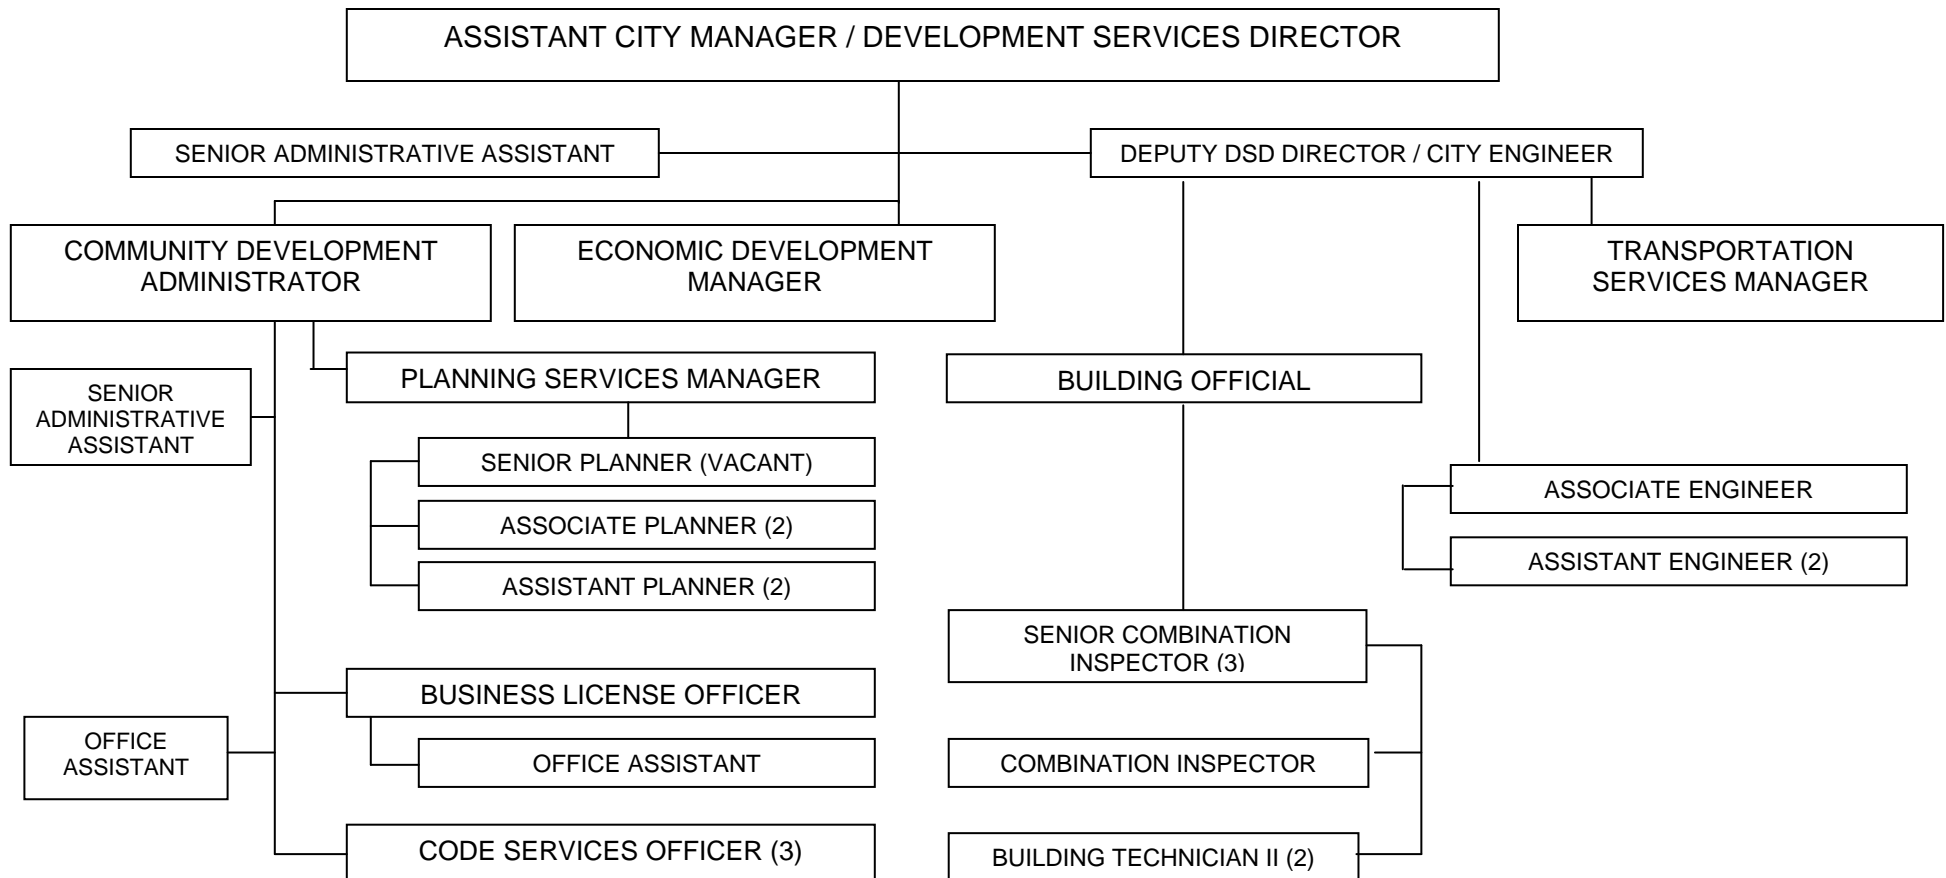 ASSISTANT CITY MANAGER / DEVELOPMENT SERVICES DIRECTOR
SENIOR ADMINISTRATIVE ASSISTANT
DEPUTY DSD DIRECTOR / CITY ENGINEER
COMMUNITY DEVELOPMENT
ADMINISTRATOR
ECONOMIC DEVELOPMENT
MANAGER
TRANSPORTATION
SERVICES MANAGER
SENIOR
ADMINISTRATIVE
ASSISTANT
PLANNING SERVICES MANAGER
BUILDING OFFICIAL
SENIOR PLANNER (VACANT)
ASSOCIATE PLANNER (2)
ASSISTANT PLANNER (2)
ASSOCIATE ENGINEER
ASSISTANT ENGINEER (2)
SENIOR COMBINATION
INSPECTOR (3)
BUSINESS LICENSE OFFICER
OFFICE
ASSISTANT
OFFICE ASSISTANT
COMBINATION INSPECTOR
CODE SERVICES OFFICER (3)
BUILDING TECHNICIAN II (2)